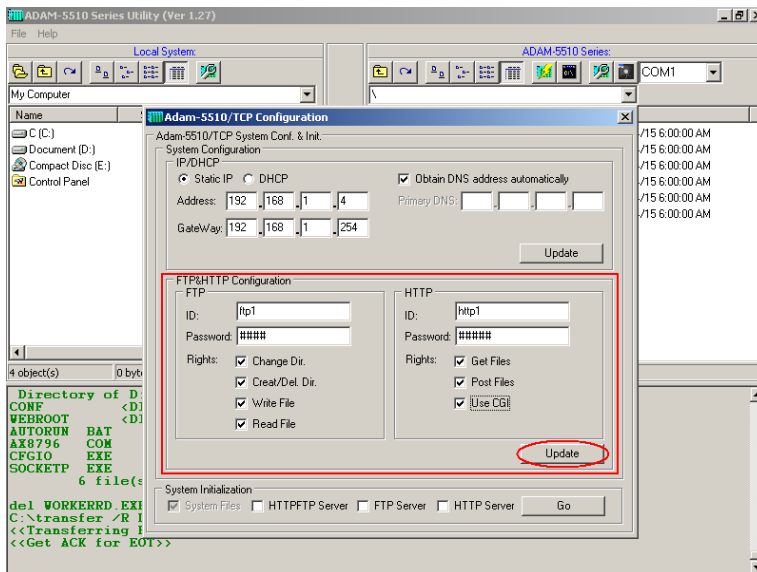 ADAM-5510 Series Utility (Ver 1.27)
File Help
Local System:
ADAM-5510 Series:
COM1
My Computer
\
Name
C (C:)
Document (D:)
Compact Disc (E:)
Control Panel
/15 6:00:00 AM
/15 6:00:00 AM
/15 6:00:00 AM
/15 6:00:00 AM
/15 6:00:00 AM
/15 6:00:00 AM
4 object(s)
0 byt
Adam-5510/TCP Configuration
Adam-5510/TCP System Conf. & Init.
System Configuration
IP/DHCP
Static IP DHCP
Obtain DNS address automatically
Address: 192 . 168 . 1 . 4
Primary DNS: . . .
GateWay: 192 . 168 . 1 . 254
Update
FTP&HTTP Configuration
FTP
ID: ftp1
Password: ####
Rights: Change Dir.
Creat/Del. Dir.
Write File
Read File
HTTP
ID: http1
Password: #####
Rights: Get Files
Post Files
Use CGI
Update
System Initialization
System Files HTTPFTP Server FTP Server HTTP Server Go
Directory of D
CONF <D
WEBROOT <D
AUTORUN BAT
AX8796 COM
CFGIO EXE
SOCKETP EXE
6 file(s
del WORKERRD.EX
C:\transfer /R
<<Transferring
<<Get ACK for EOT>>